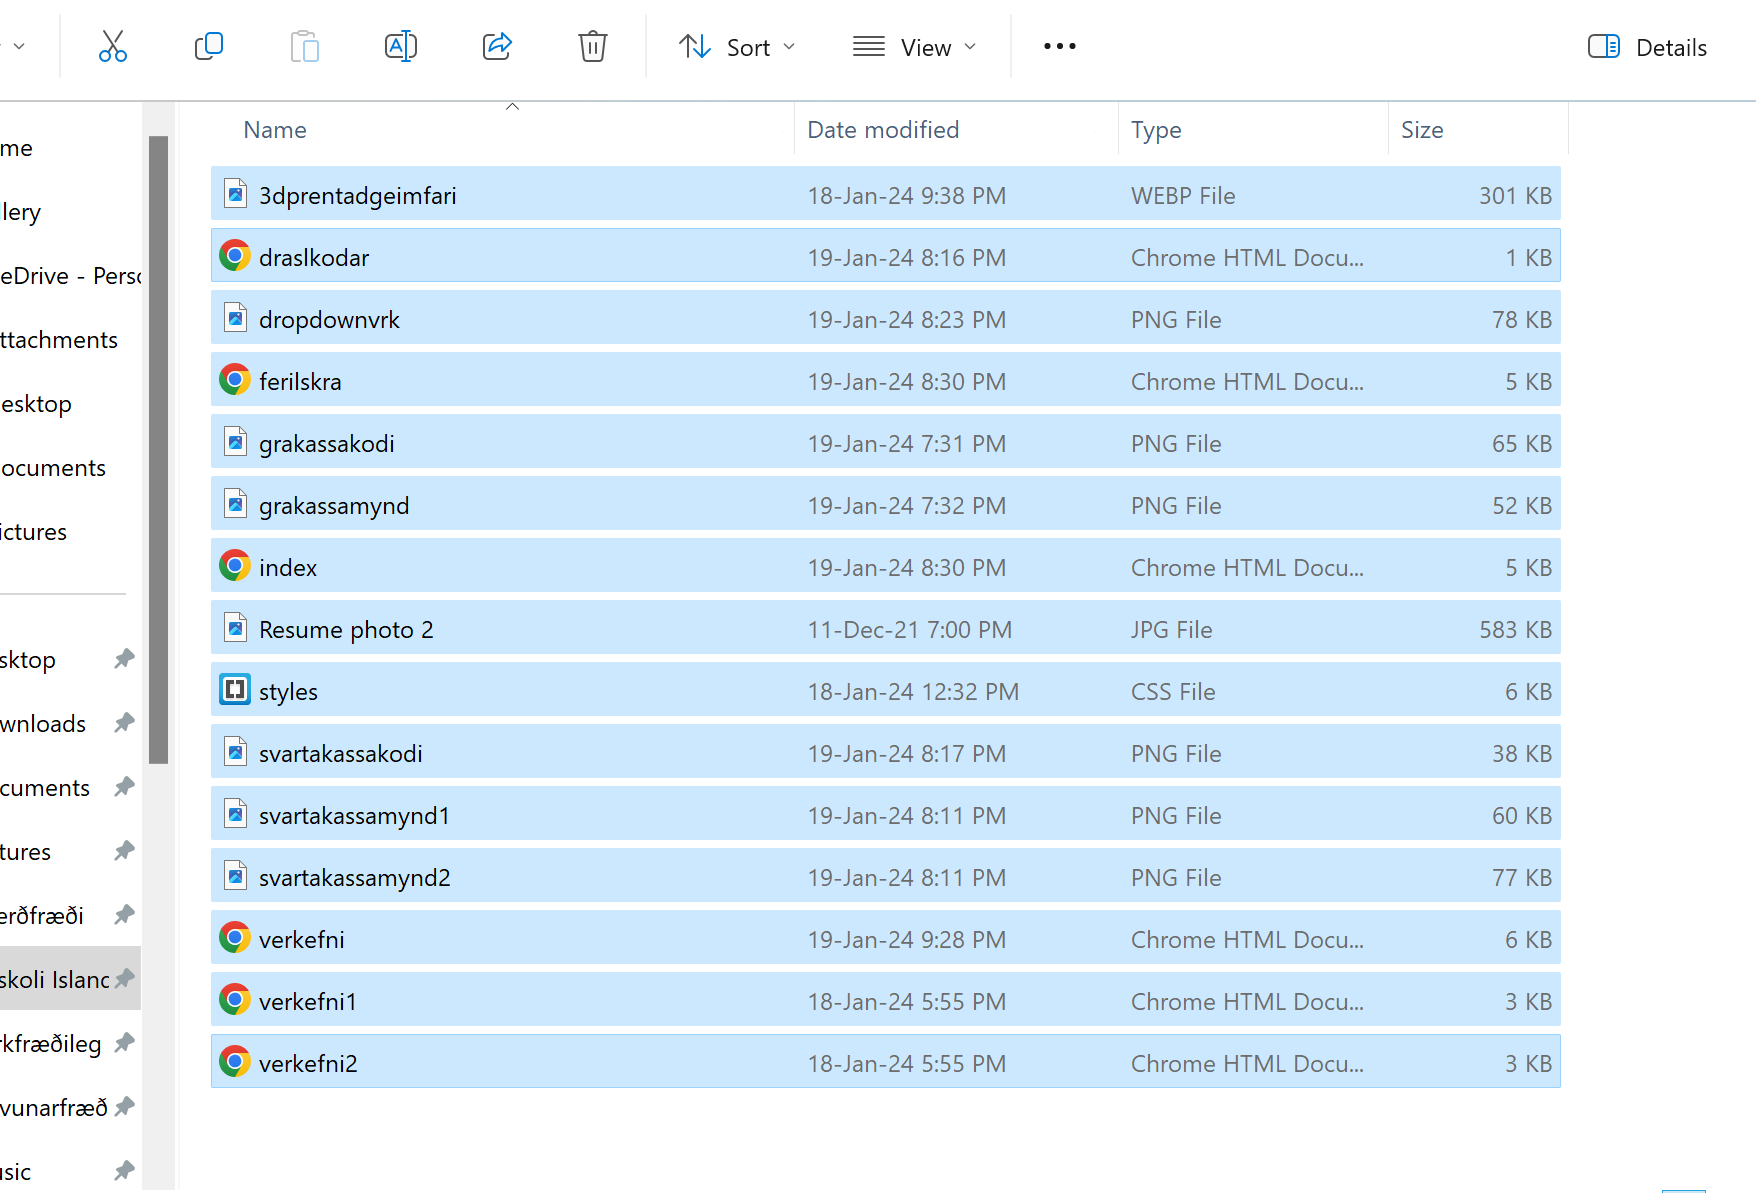 Sort
View
Details
Name
Date modified
Type
Size
me
llery
eDrive - Perso
ttachments
esktop
ocuments
ictures
sktop
wnloads
cuments
tures
erðfræði
skoli Island
rkfræðileg
vunarfræð
usic
3dprentadgeimfari 18-Jan-24 9:38 PM WEBP File 301 KB
draslkodar 19-Jan-24 8:16 PM Chrome HTML Docu... 1 KB
dropdownvrk 19-Jan-24 8:23 PM PNG File 78 KB
ferilskra 19-Jan-24 8:30 PM Chrome HTML Docu... 5 KB
grakassakodi 19-Jan-24 7:31 PM PNG File 65 KB
grakassamynd 19-Jan-24 7:32 PM PNG File 52 KB
index 19-Jan-24 8:30 PM Chrome HTML Docu... 5 KB
Resume photo 2 11-Dec-21 7:00 PM JPG File 583 KB
styles 18-Jan-24 12:32 PM CSS File 6 KB
svartakassakodi 19-Jan-24 8:17 PM PNG File 38 KB
svartakassamynd1 19-Jan-24 8:11 PM PNG File 60 KB
svartakassamynd2 19-Jan-24 8:11 PM PNG File 77 KB
verkefni 19-Jan-24 9:28 PM Chrome HTML Docu... 6 KB
verkefni1 18-Jan-24 5:55 PM Chrome HTML Docu... 3 KB
verkefni2 18-Jan-24 5:55 PM Chrome HTML Docu... 3 KB